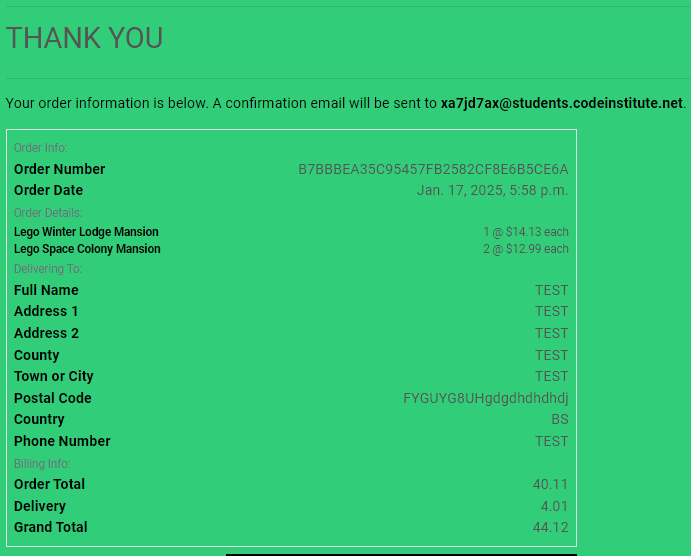 THANK YOU
Your order information is below. A confirmation email will be sent to xa7jd7ax@students.codeinstitute.net.
Order Info:
Order Number B7BBBEA35C95457FB2582CF8E6B5CE6A
Order Date Jan. 17, 2025, 5:58 p.m.
Order Details:
Lego Winter Lodge Mansion 1 @ $14.13 each
Lego Space Colony Mansion 2 @ $12.99 each
Delivering To:
Full Name TEST
Address 1 TEST
Address 2 TEST
County TEST
Town or City TEST
Postal Code FYGUYG8UHgdgdhdhdhdj
Country BS
Phone Number TEST
Billing Info:
Order Total 40.11
Delivery 4.01
Grand Total 44.12